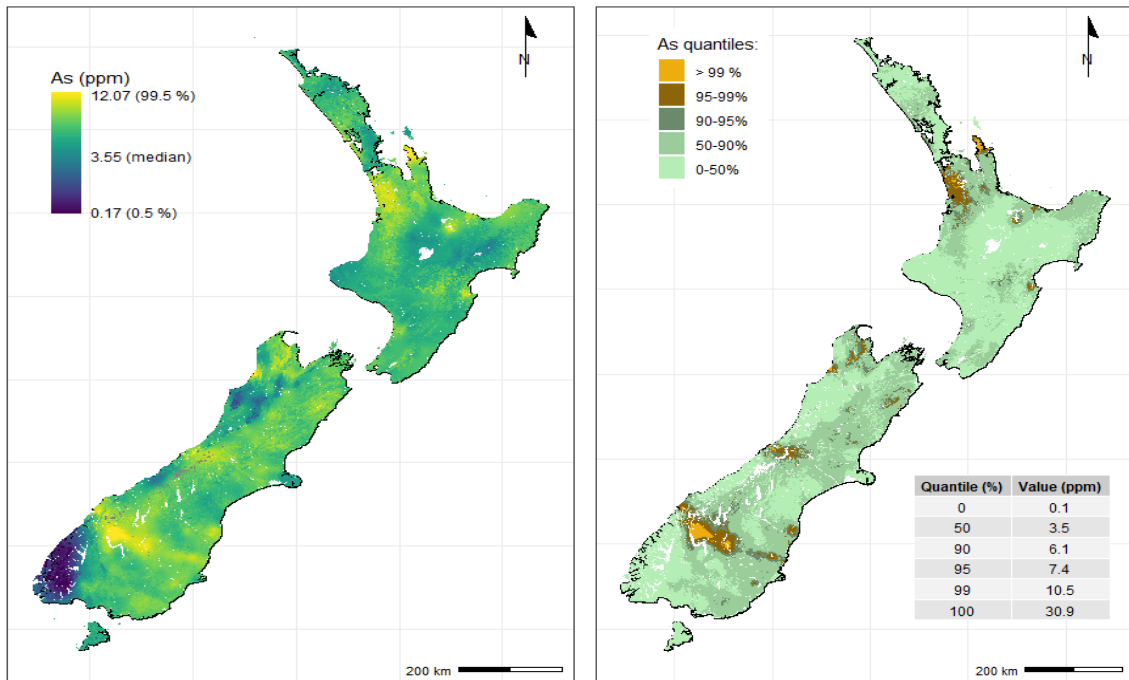 N
As (ppm)
12.07 (99.5 %)
3.55 (median)
0.17 (0.5 %)
200 km
N
As quantiles:
> 99 %
95-99%
90-95%
50-90%
0-50%
Quantile (%) Value (ppm)
0 0.1
50 3.5
90 6.1
95 7.4
99 10.5
100 30.9
200 km